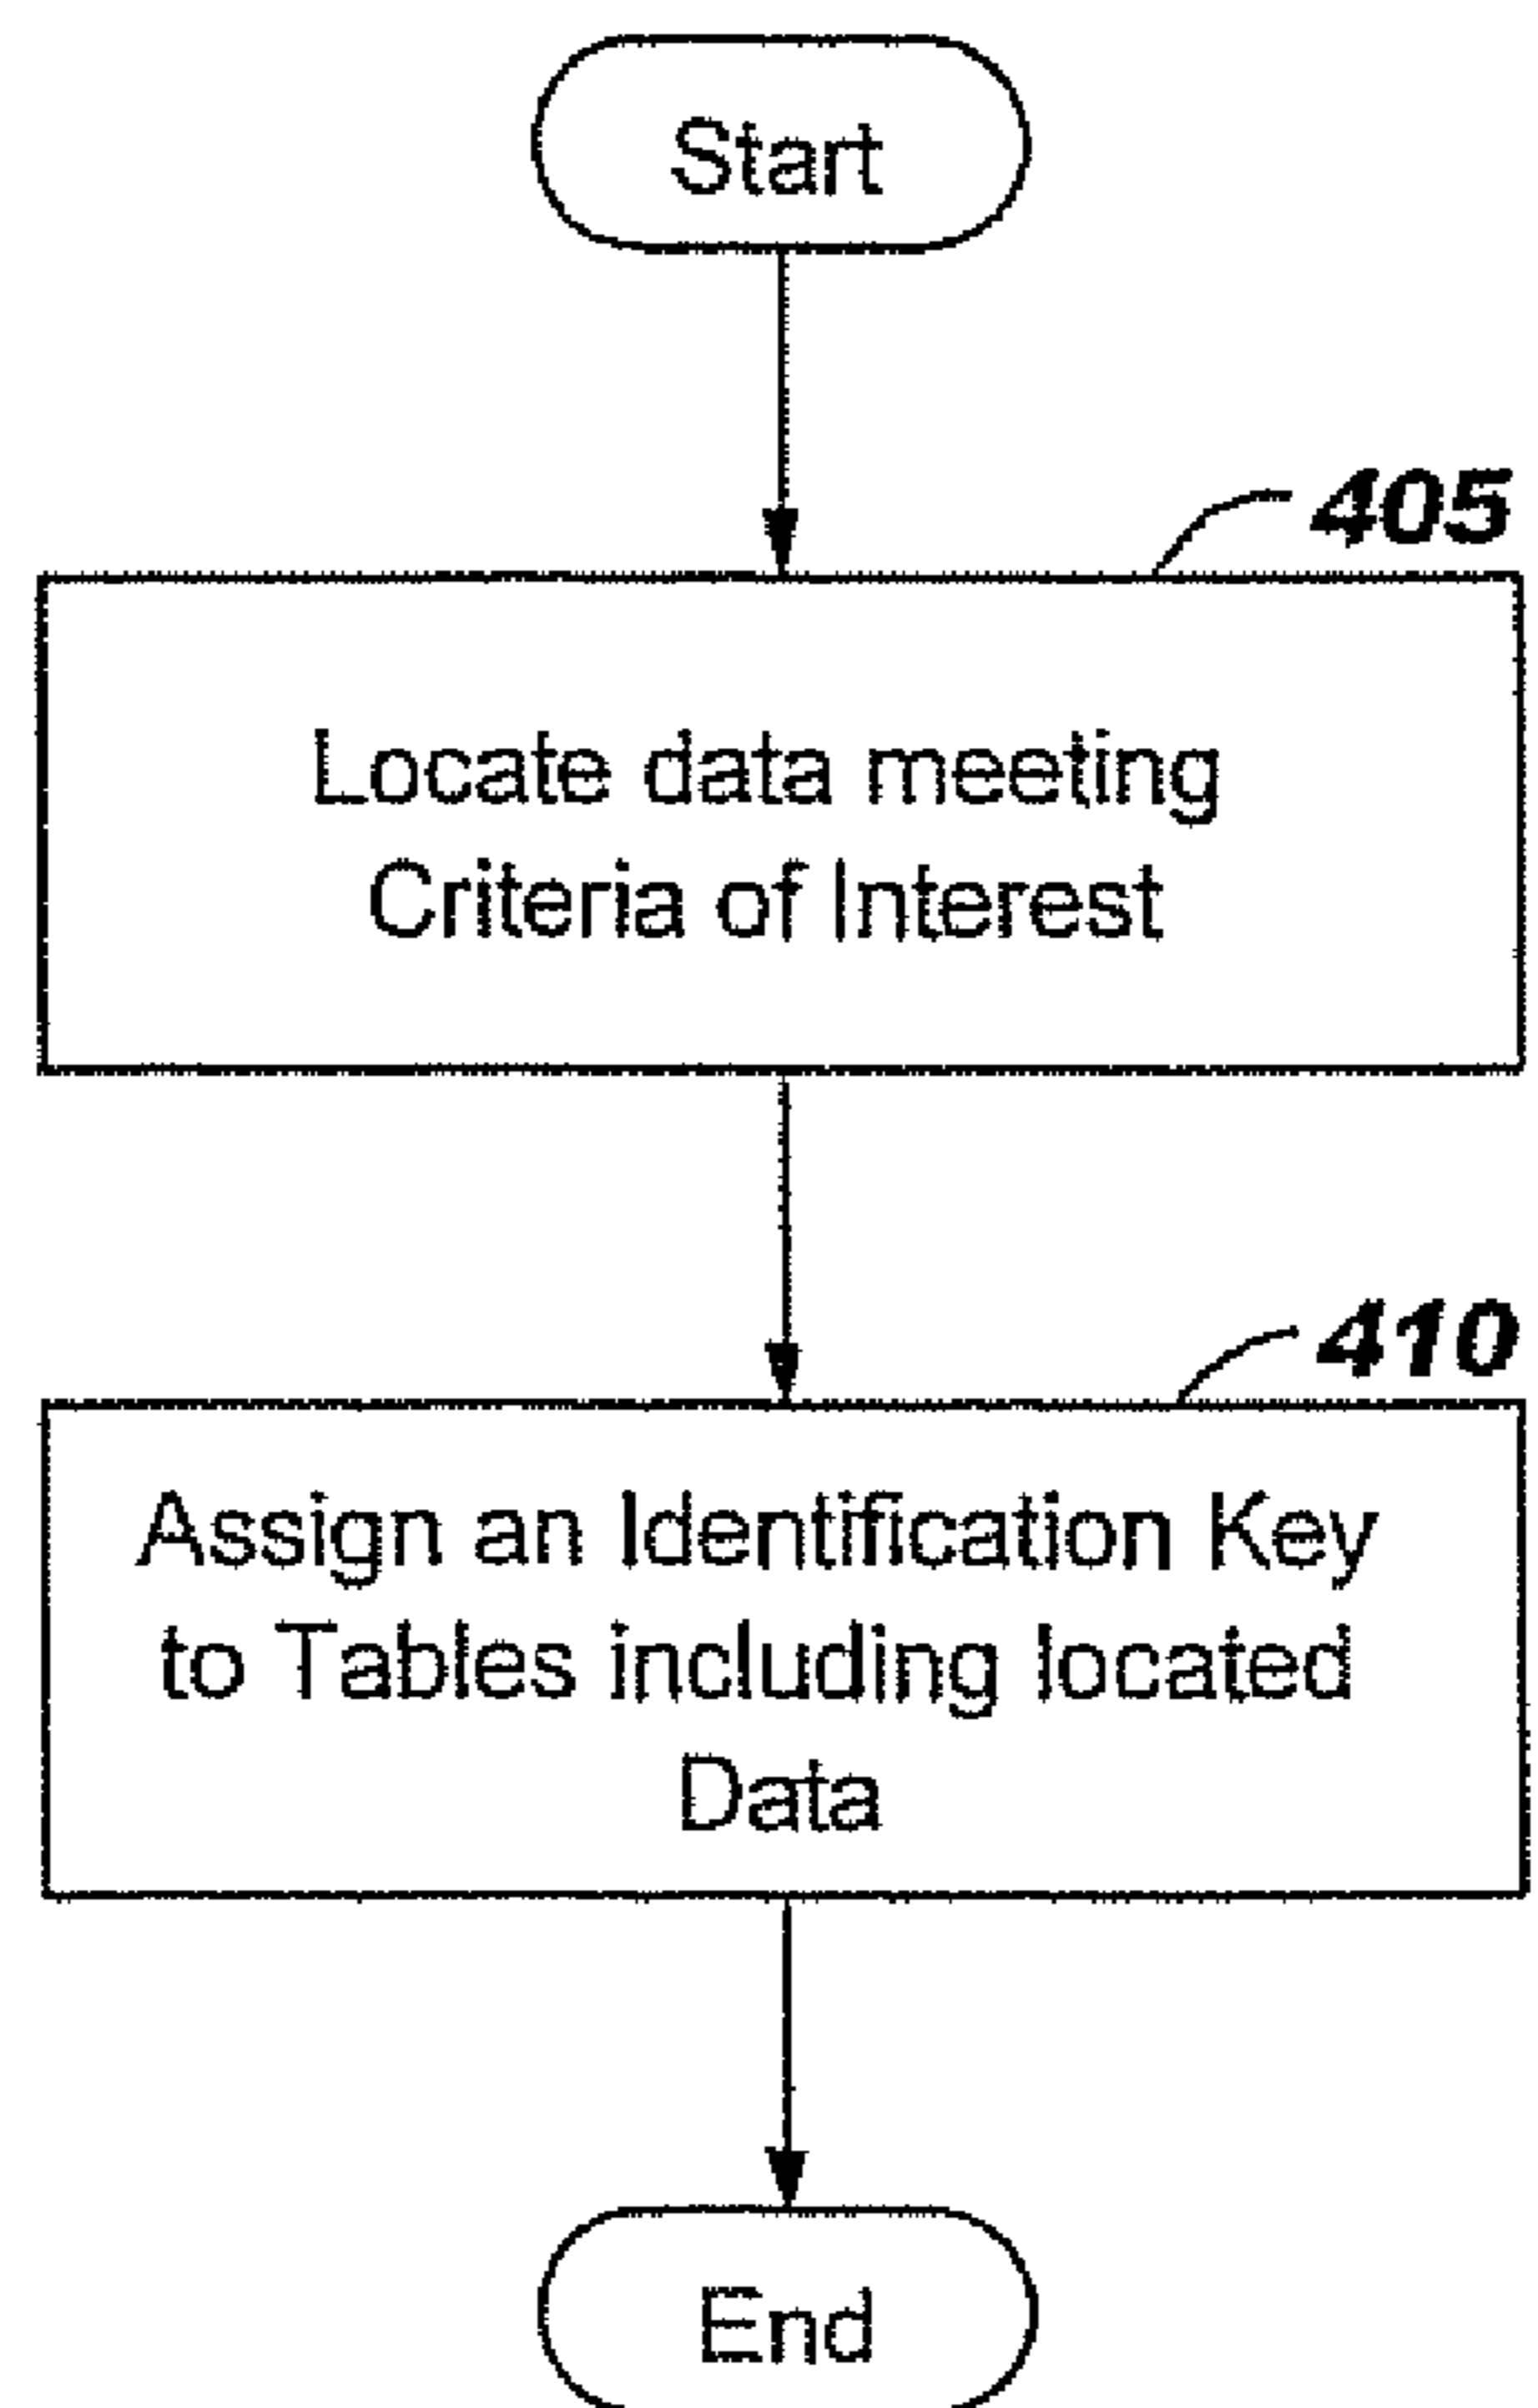 Start
405
Locate data meeting
Criteria of Interest
410
Assign an Identification Key
to Tables including located
Data
End